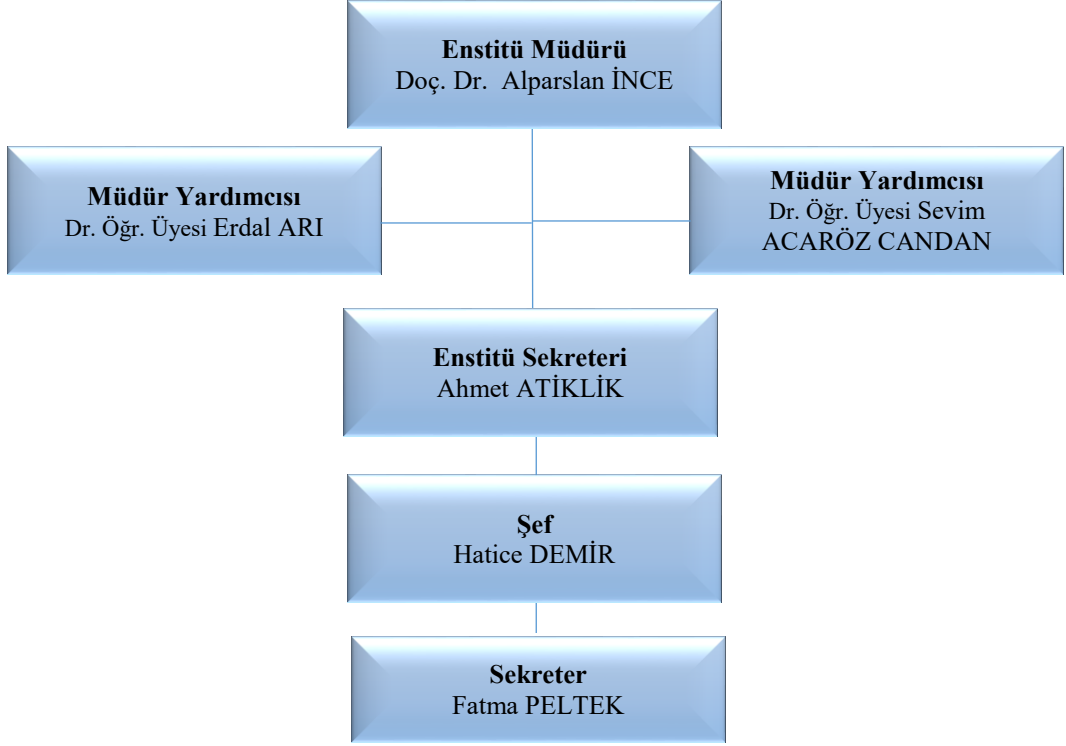 Enstitü Müdürü
Doç. Dr. Alparslan İNCE
Müdür Yardımcısı
Dr. Öğr. Üyesi Erdal ARI
Müdür Yardımcısı
Dr. Öğr. Üyesi Sevim
ACARÖZ CANDAN
Enstitü Sekreteri
Ahmet ATİKLİK
Şef
Hatice DEMİR
Sekreter
Fatma PELTEK